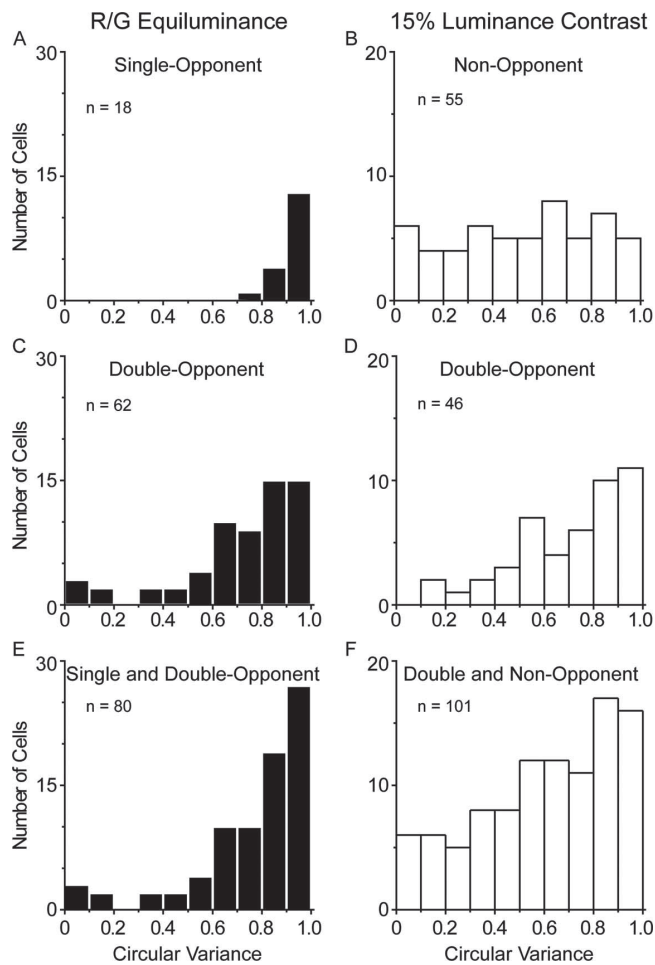 R/G Equiluminance
15% Luminance Contrast
A
30
Single-Opponent
n = 18
Number of Cells
15
0
0 0.2 0.4 0.6 0.8 1.0
B
20
Non-Opponent
n = 55
10
0
0 0.2 0.4 0.6 0.8 1.0
C
30
Double-Opponent
n = 62
Number of Cells
15
0
0 0.2 0.4 0.6 0.8 1.0
D
20
Double-Opponent
n = 46
10
0
0 0.2 0.4 0.6 0.8 1.0
E
30
Single and Double-Opponent
n = 80
Number of Cells
15
0
0 0.2 0.4 0.6 0.8 1.0
Circular Variance
F
20
Double and Non-Opponent
n = 101
10
0
0 0.2 0.4 0.6 0.8 1.0
Circular Variance